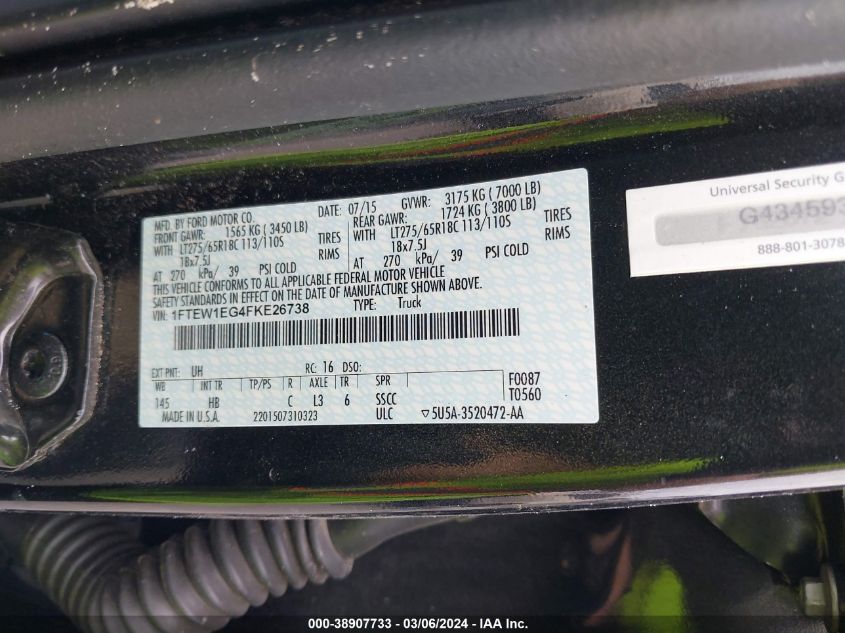 MFD. BY FORD MOTOR CO.
DATE: 07/15 GVWR: 3175 KG ( 7000 LB)
FRONT GAWR: 1565 KG ( 3450 LB)
REAR GAWR: 1724 KG ( 3800 LB)
WITH LT275/65R18C 113/110S TIRES
WITH LT275/65R18C 113/110S TIRES
18x7.5J RIMS
18x7.5J RIMS
AT 270 kPa/ 39 PSI COLD
AT 270 kPa/ 39 PSI COLD
THIS VEHICLE CONFORMS TO ALL APPLICABLE FEDERAL MOTOR VEHICLE
SAFETY STANDARDS IN EFFECT ON THE DATE OF MANUFACTURE SHOWN ABOVE.
VIN: 1FTEW1EG4FKE26738 TYPE: Truck
EXT PNT: UH RC: 16 DSO:
WB INT TR TP/PS R AXLE TR SPR F0087
145 HB C L3 6 SSCC T0560
MADE IN U.S.A. 2201507310323 ULC ▽5U5A-3520472-AA
Universal Security G
G434593
888-801-3078
000-38907733 - 03/06/2024 - IAA Inc.